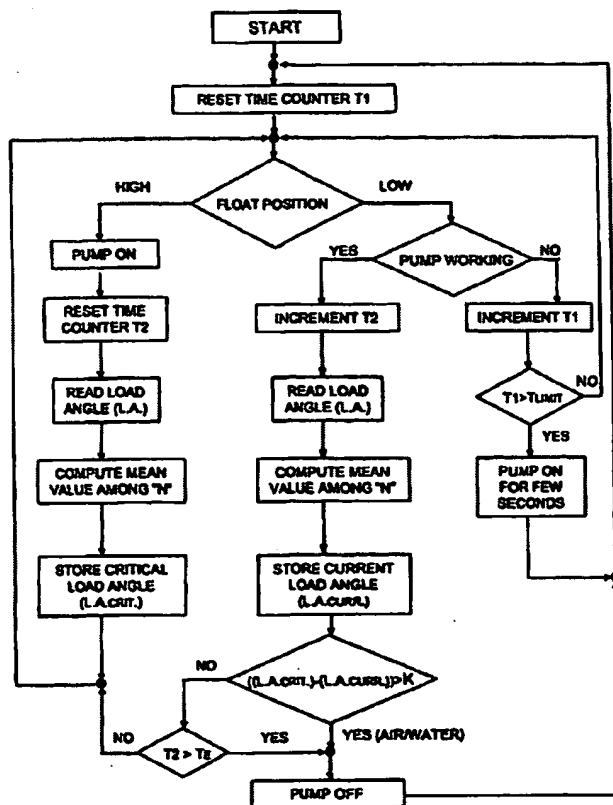 START
RESET TIME COUNTER T1
HIGH
FLOAT POSITION
LOW
PUMP ON
YES
PUMP WORKING
NO
RESET TIME
COUNTER T2
INCREMENT T2
INCREMENT T1
READ LOAD
ANGLE (L.A.)
READ LOAD
ANGLE (L.A.)
T1>TLIMIT
NO
YES
COMPUTE MEAN
VALUE AMONG "N"
COMPUTE MEAN
VALUE AMONG "N"
PUMP ON
FOR FEW
SECONDS
STORE CRITICAL
LOAD ANGLE
(L.A.CRIT.)
STORE CURRENT
LOAD ANGLE
(L.A.CURR.)
NO
((L.A.CRIT.)-(L.A.CURR.))>K
NO
T2 >
YES
YES (AIR/WATER)
PUMP OFF